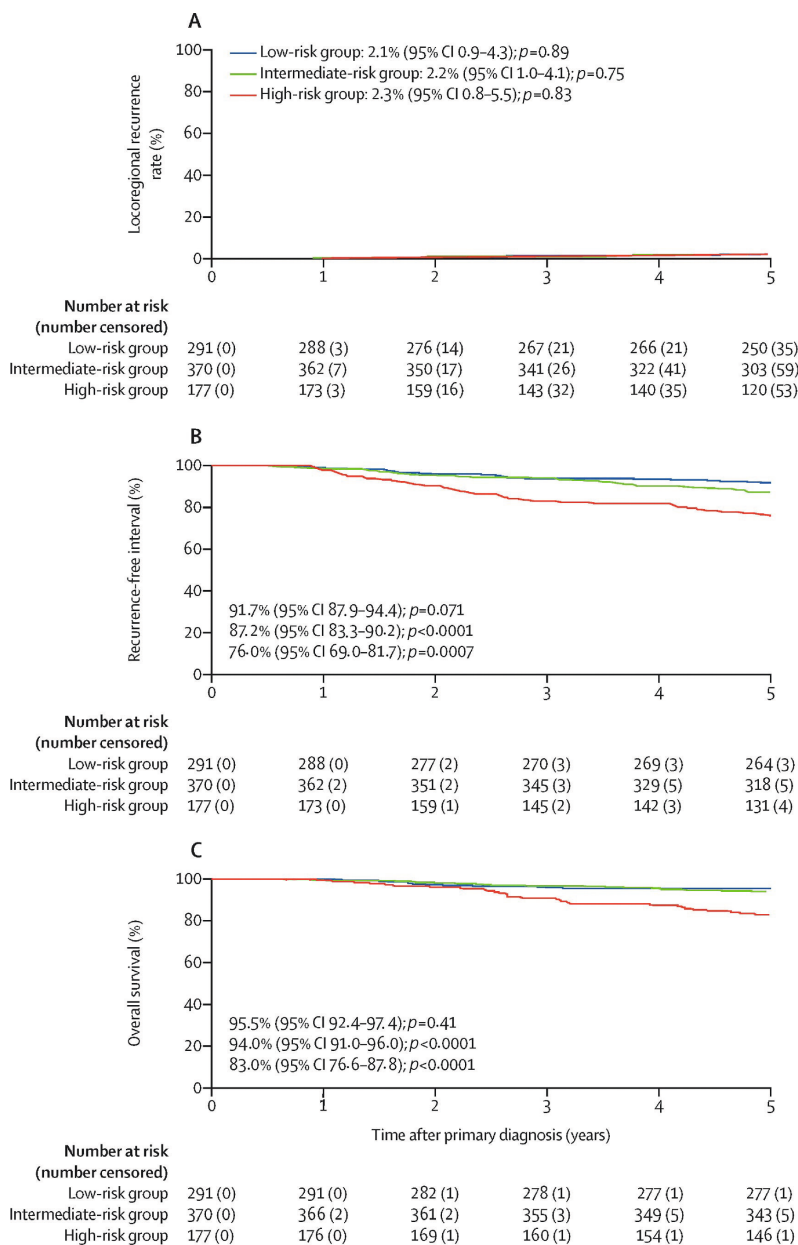 A
100
80
60
40
20
0
Locoregional recurrence
rate (%)
Low-risk group: 2·1% (95% CI 0·9–4·3); p=0·89
Intermediate-risk group: 2·2% (95% CI 1·0–4·1); p=0·75
High-risk group: 2·3% (95% CI 0·8–5·5); p=0·83
0 1 2 3 4 5
Number at risk
(number censored)
Low-risk group 291 (0) 288 (3) 276 (14) 267 (21) 266 (21) 250 (35)
Intermediate-risk group 370 (0) 362 (7) 350 (17) 341 (26) 322 (41) 303 (59)
High-risk group 177 (0) 173 (3) 159 (16) 143 (32) 140 (35) 120 (53)
B
100
80
60
40
20
0
Recurrence-free interval (%)
91·7% (95% CI 87·9–94·4); p=0·071
87·2% (95% CI 83·3–90·2); p<0·0001
76·0% (95% CI 69·0–81·7); p=0·0007
0 1 2 3 4 5
Number at risk
(number censored)
Low-risk group 291 (0) 288 (0) 277 (2) 270 (3) 269 (3) 264 (3)
Intermediate-risk group 370 (0) 362 (2) 351 (2) 345 (3) 329 (5) 318 (5)
High-risk group 177 (0) 173 (0) 159 (1) 145 (2) 142 (3) 131 (4)
C
100
80
60
40
20
0
Overall survival (%)
95·5% (95% CI 92·4–97·4); p=0·41
94·0% (95% CI 91·0–96·0); p<0·0001
83·0% (95% CI 76·6–87·8); p<0·0001
0 1 2 3 4 5
Time after primary diagnosis (years)
Number at risk
(number censored)
Low-risk group 291 (0) 291 (0) 282 (1) 278 (1) 277 (1) 277 (1)
Intermediate-risk group 370 (0) 366 (2) 361 (2) 355 (3) 349 (5) 343 (5)
High-risk group 177 (0) 176 (0) 169 (1) 160 (1) 154 (1) 146 (1)